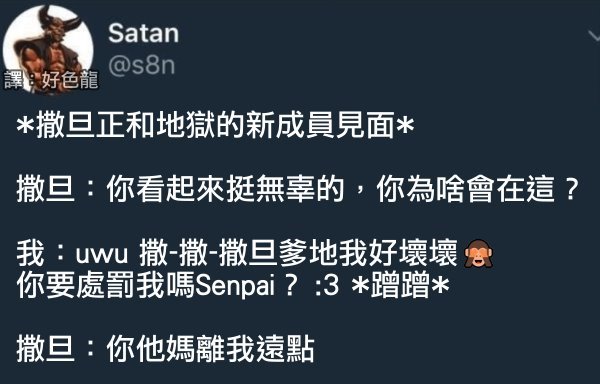 Satan
@s8n
譯：好色龍
*撒旦正和地獄的新成員見面*
撒旦：你看起來挺無辜的，你為啥會在這？
我：uwu 撒-撒-撒旦爹地我好壞壞🙈
你要處罰我嗎Senpai？ :3 *蹭蹭*
撒旦：你他媽離我遠點